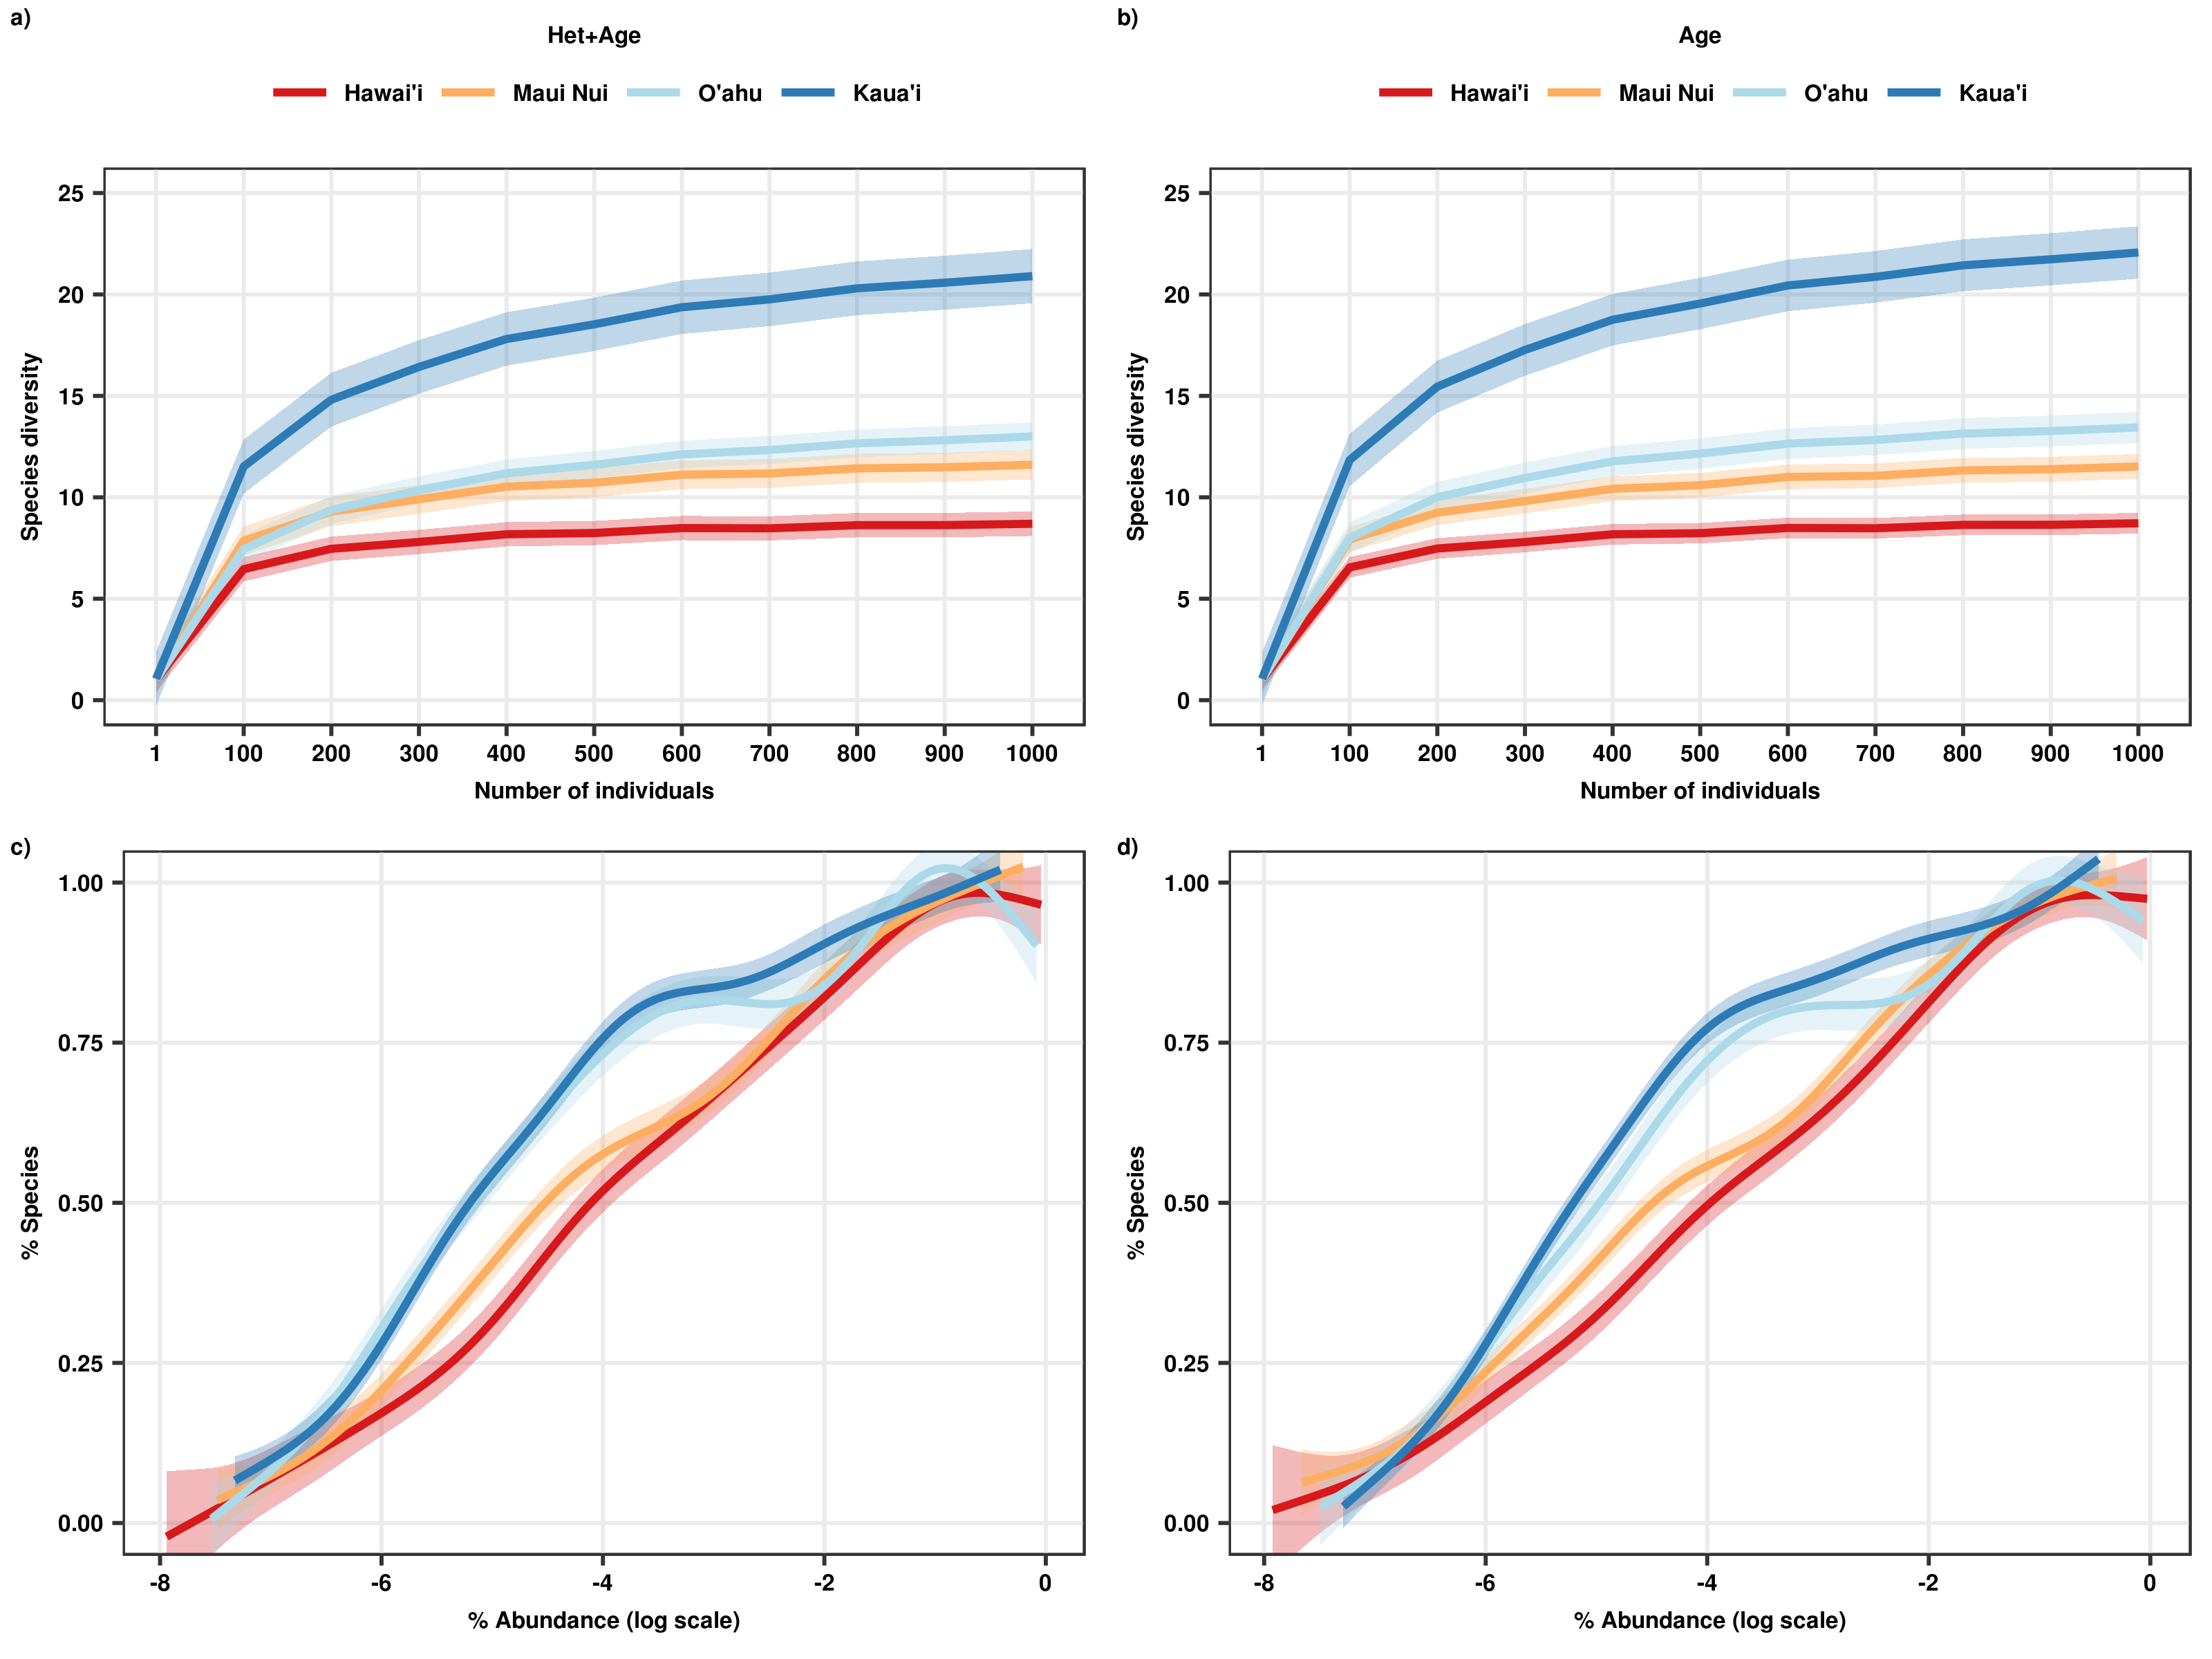 a)
Het+Age
Hawai'i Maui Nui O'ahu Kaua'i
25
20
15
10
5
0
Species diversity
1 100 200 300 400 500 600 700 800 900 1000
Number of individuals
b)
Age
Hawai'i Maui Nui O'ahu Kaua'i
25
20
15
10
5
0
Species diversity
1 100 200 300 400 500 600 700 800 900 1000
Number of individuals
c)
1.00
0.75
0.50
0.25
0.00
% Species
-8 -6 -4 -2 0
% Abundance (log scale)
d)
1.00
0.75
0.50
0.25
0.00
% Species
-8 -6 -4 -2 0
% Abundance (log scale)